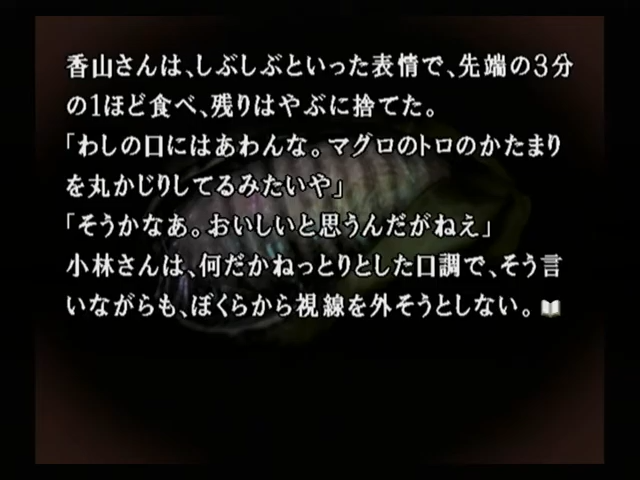 香山さんは、しぶしぶといった表情で、先端の3分
の1ほど食べ、残りはやぶに捨てた。
「わしの口にはあわんな。マグロのトロのかたまり
を丸かじりしてるみたいや」
「そうかなあ。おいしいと思うんだがねえ」
小林さんは、何だかねっとりとした口調で、そう言
いながらも、ぼくらから視線を外そうとしない。